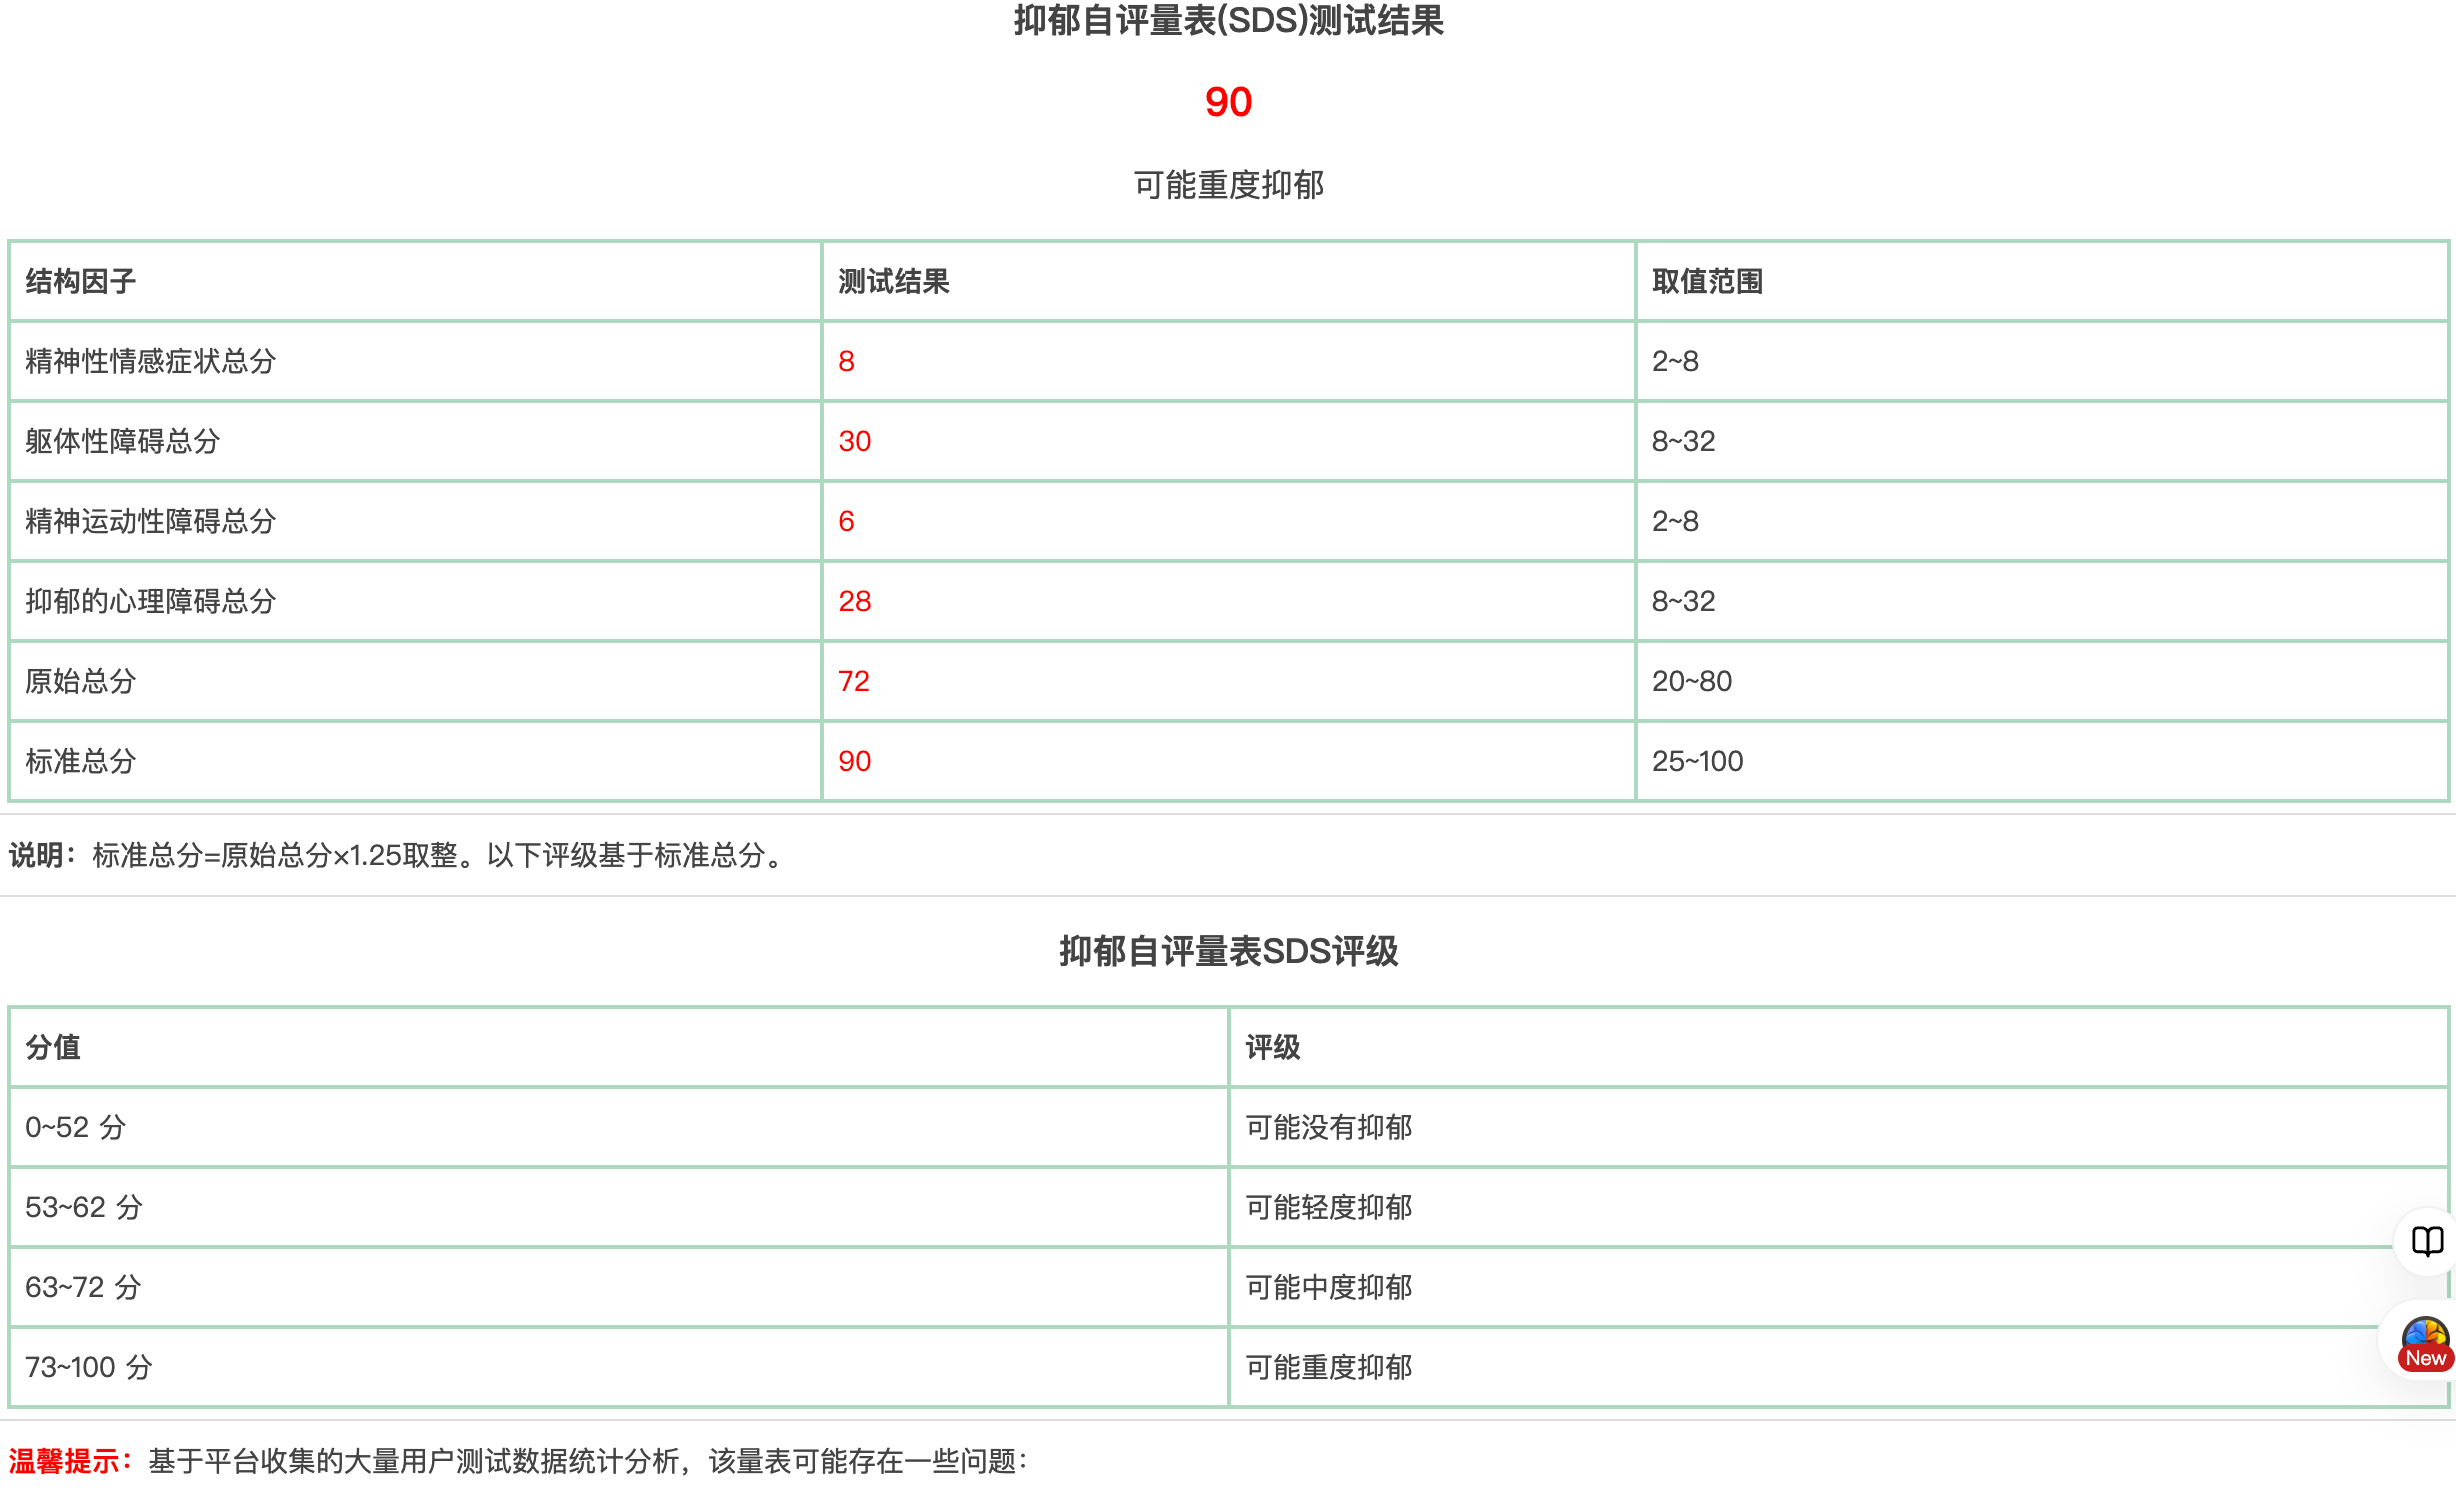 抑郁自评量表(SDS)测试结果
90
可能重度抑郁
结构因子 测试结果 取值范围
精神性情感症状总分 8 2~8
躯体性障碍总分 30 8~32
精神运动性障碍总分 6 2~8
抑郁的心理障碍总分 28 8~32
原始总分 72 20~80
标准总分 90 25~100
说明：标准总分=原始总分×1.25取整。以下评级基于标准总分。
抑郁自评量表SDS评级
分值 评级
0~52 分 可能没有抑郁
53~62 分 可能轻度抑郁
63~72 分 可能中度抑郁
73~100 分 可能重度抑郁
New
温馨提示：基于平台收集的大量用户测试数据统计分析，该量表可能存在一些问题：